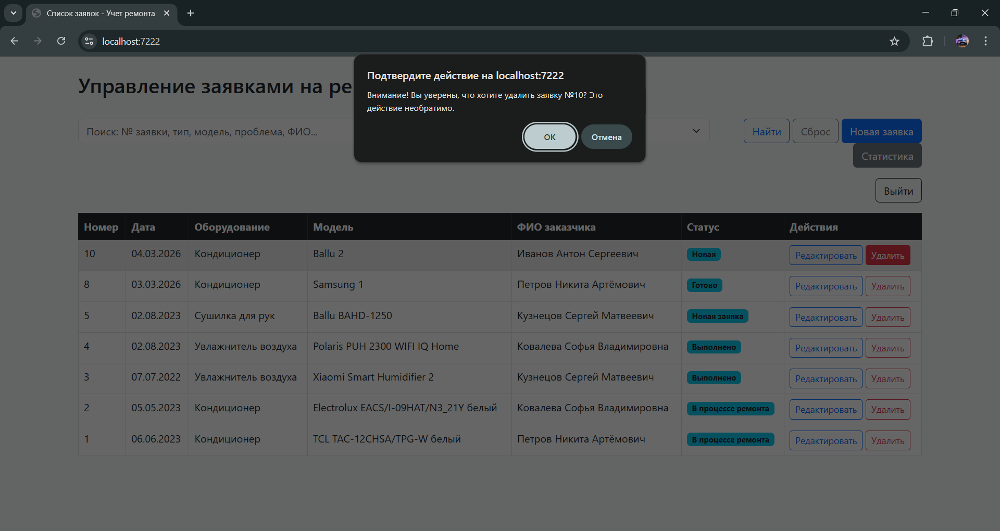 Список заявок - Учет ремонта
localhost:7222
Подтвердите действие на localhost:7222
Внимание! Вы уверены, что хотите удалить заявку №10? Это
действие необратимо.
ОК Отмена
Управление заявками на ре
Поиск: № заявки, тип, модель, проблема, ФИО...
Найти Сброс Новая заявка
Статистика
Выйти
Номер Дата Оборудование Модель ФИО заказчика Статус Действия
10 04.03.2026 Кондиционер Ballu 2 Иванов Антон Сергеевич Новая Редактировать Удалить
8 03.03.2026 Кондиционер Samsung 1 Петров Никита Артёмович Готово Редактировать Удалить
5 02.08.2023 Сушилка для рук Ballu BAHD-1250 Кузнецов Сергей Матвеевич Новая заявка Редактировать Удалить
4 02.08.2023 Увлажнитель воздуха Polaris PUH 2300 WIFI IQ Home Ковалева Софья Владимировна Выполнено Редактировать Удалить
3 07.07.2022 Увлажнитель воздуха Xiaomi Smart Humidifier 2 Кузнецов Сергей Матвеевич Выполнено Редактировать Удалить
2 05.05.2023 Кондиционер Electrolux EACS/I-09HAT/N3_21Y белый Ковалева Софья Владимировна В процессе ремонта Редактировать Удалить
1 06.06.2023 Кондиционер TCL TAC-12CHSA/TPG-W белый Петров Никита Артёмович В процессе ремонта Редактировать Удалить